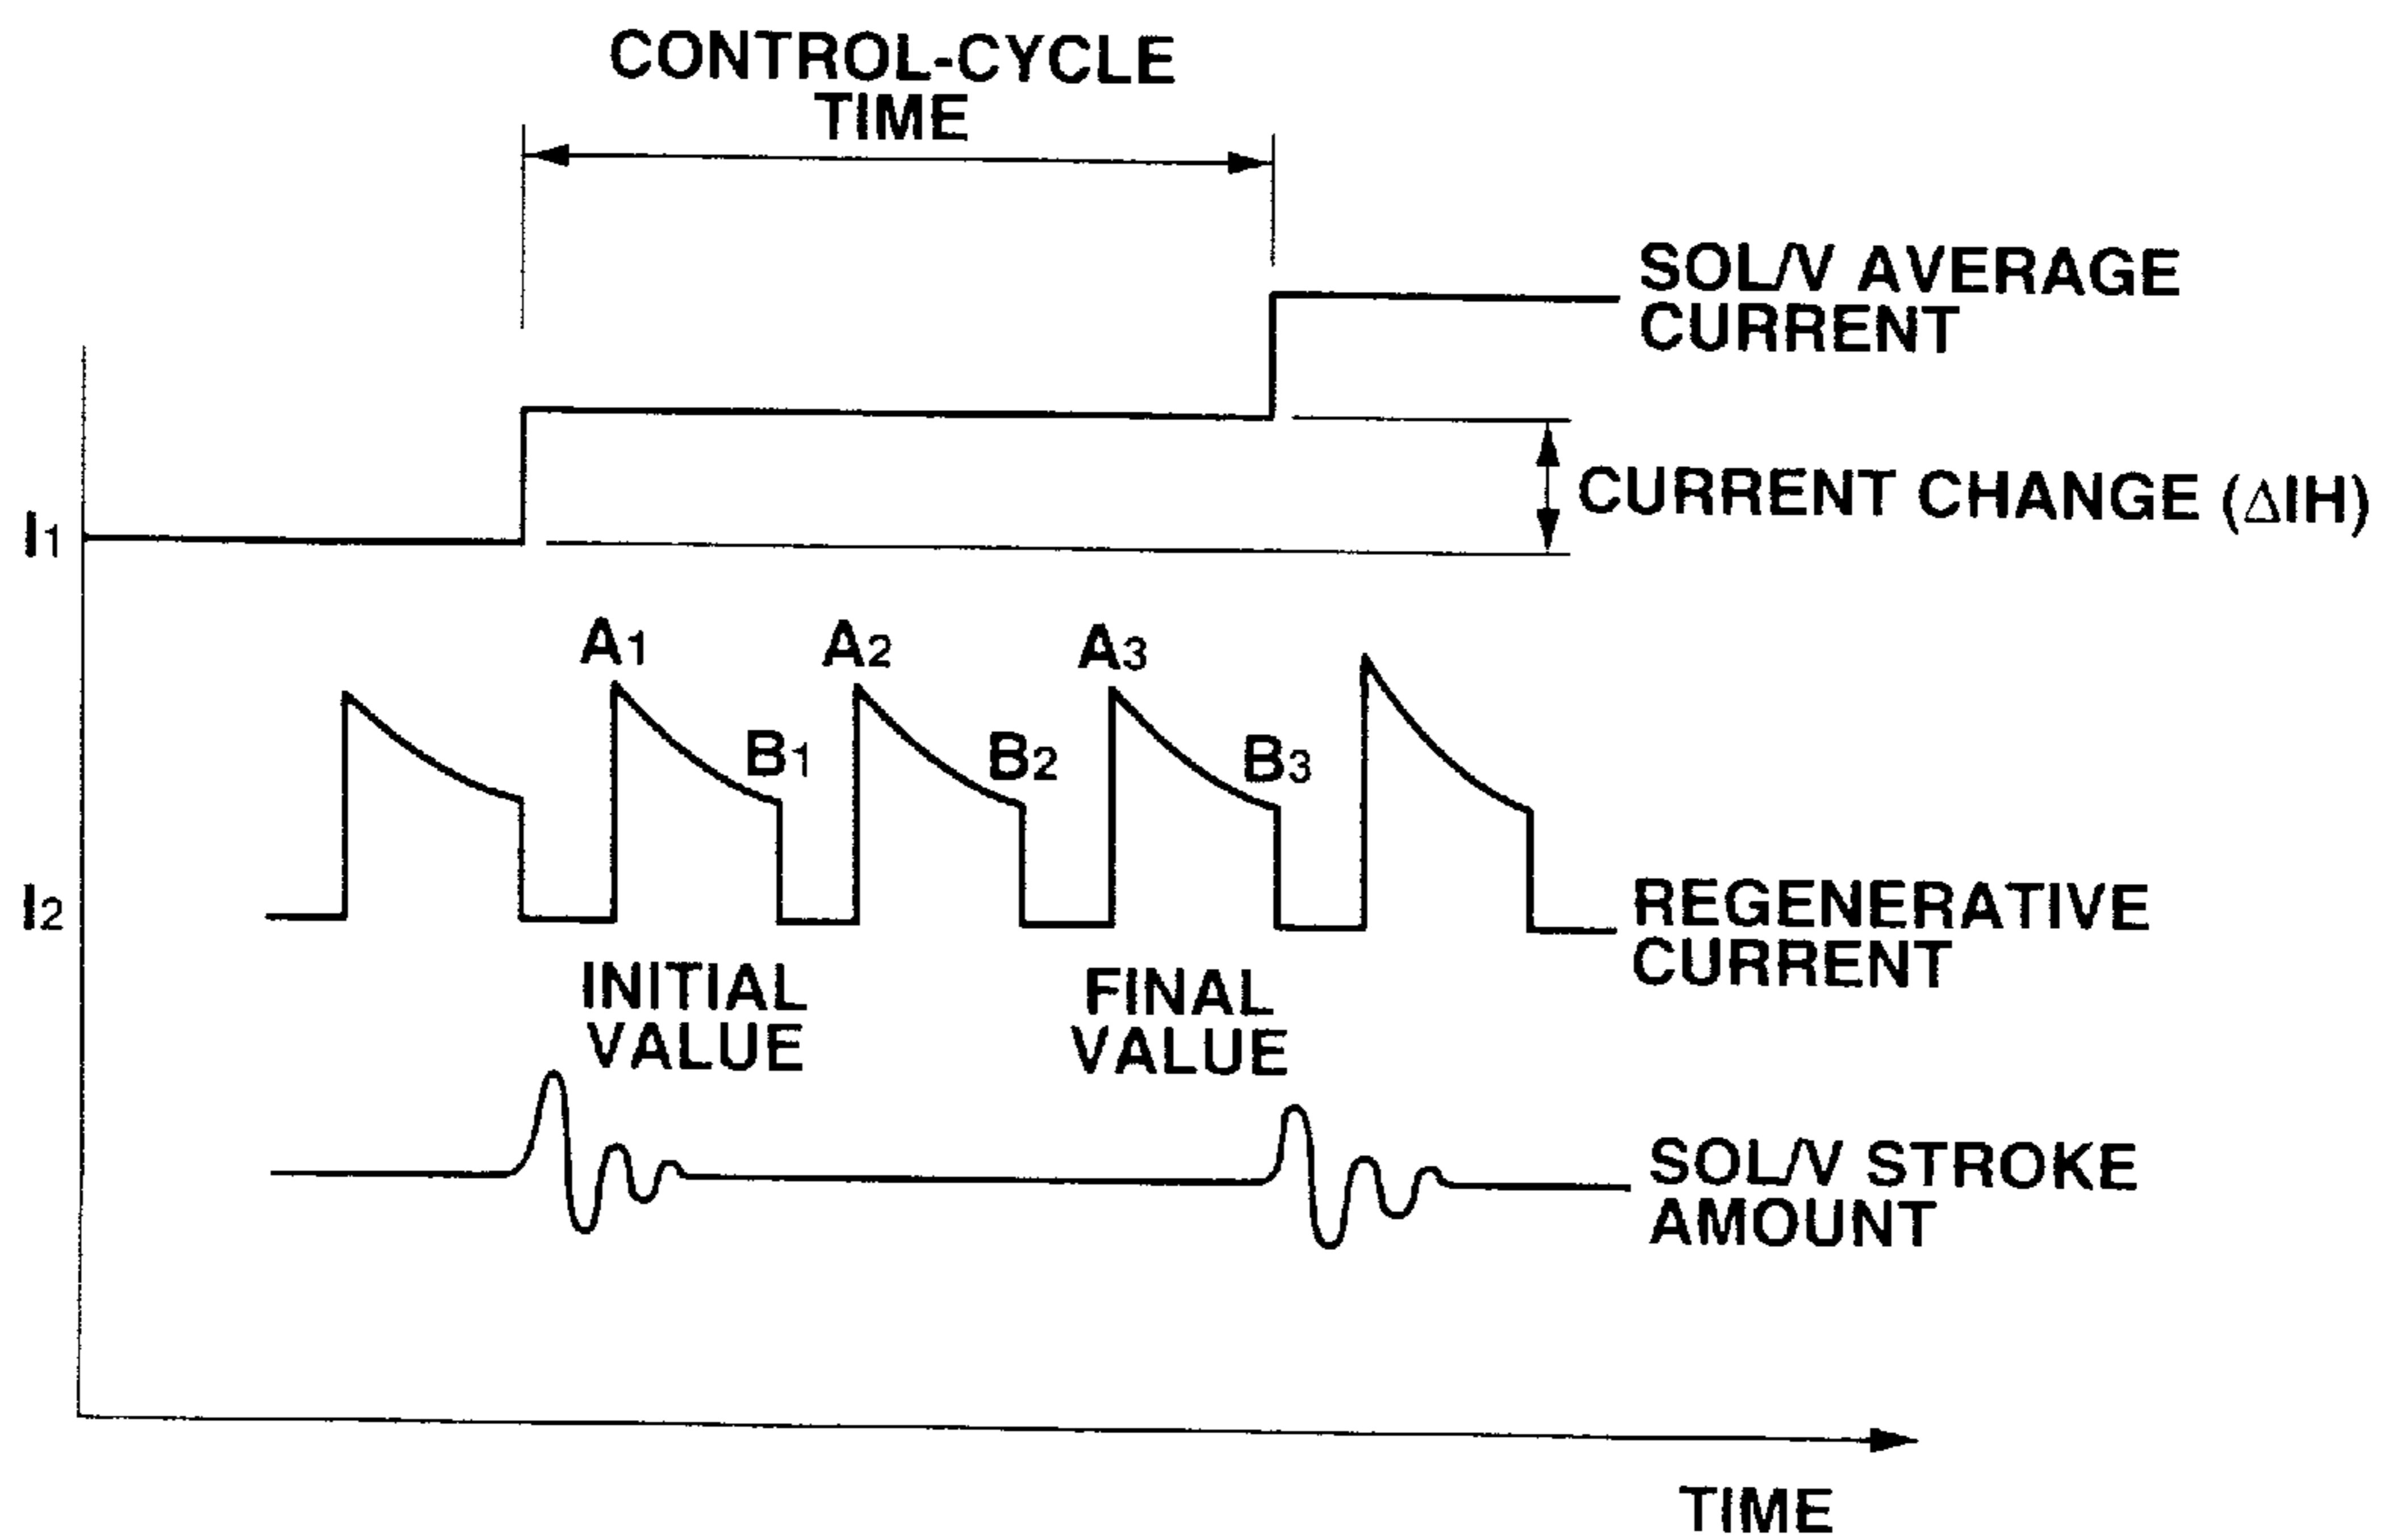 CONTROL-CYCLE
TIME
SOL/V AVERAGE
CURRENT
CURRENT CHANGE (ΔIH)
I1
A1 A2 A3
B1 B2 B3
I2
REGENERATIVE
CURRENT
INITIAL
VALUE
FINAL
VALUE
SOL/V STROKE
AMOUNT
TIME